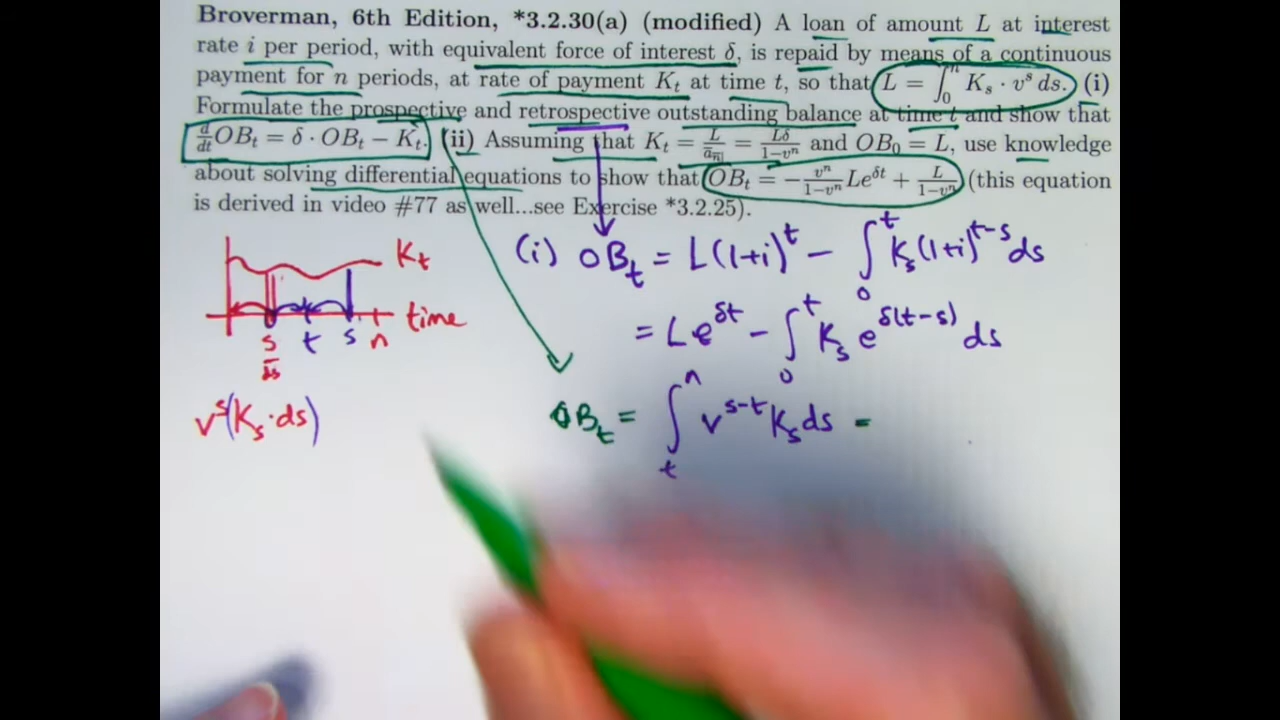 Broverman, 6th Edition, *3.2.30(a) (modified) A loan of amount L at interest
rate i per period, with equivalent force of interest δ, is repaid by means of a continuous
payment for n periods, at rate of payment K_t at time t, so that L = ∫_0^n K_s · v^s ds. (i)
Formulate the prospective and retrospective outstanding balance at time t and show that
d/dt OB_t = δ · OB_t − K_t. (ii) Assuming that K_t = L/ā_n̅| = Lδ/(1−v^n) and OB_0 = L, use knowledge
about solving differential equations to show that OB_t = −v^n/(1−v^n) Le^{δt} + L/(1−v^n) (this equation
is derived in video #77 as well...see Exercise *3.2.25).
K_t
time
s t s n
ds
v^s(K_s · ds)
(i) OB_t = L(1+i)^t − ∫_0^t K_s(1+i)^{t−s} ds
= Le^{δt} − ∫_0^t K_s e^{δ(t−s)} ds
OB_t = ∫_t^n v^{s−t} K_s ds =